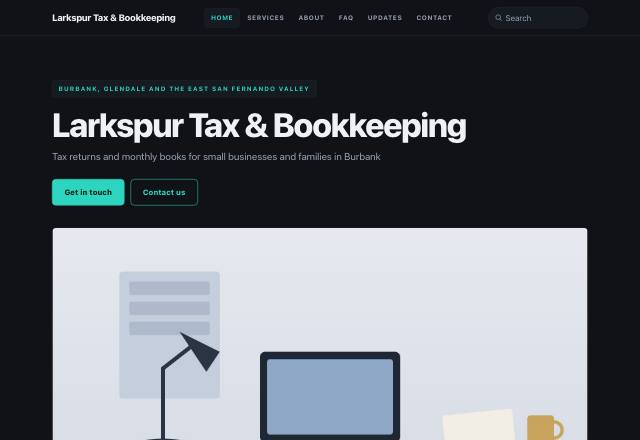 Larkspur Tax & Bookkeeping
HOME SERVICES ABOUT FAQ UPDATES CONTACT
Search
BURBANK, GLENDALE AND THE EAST SAN FERNANDO VALLEY
Larkspur Tax & Bookkeeping
Tax returns and monthly books for small businesses and families in Burbank
Get in touch
Contact us